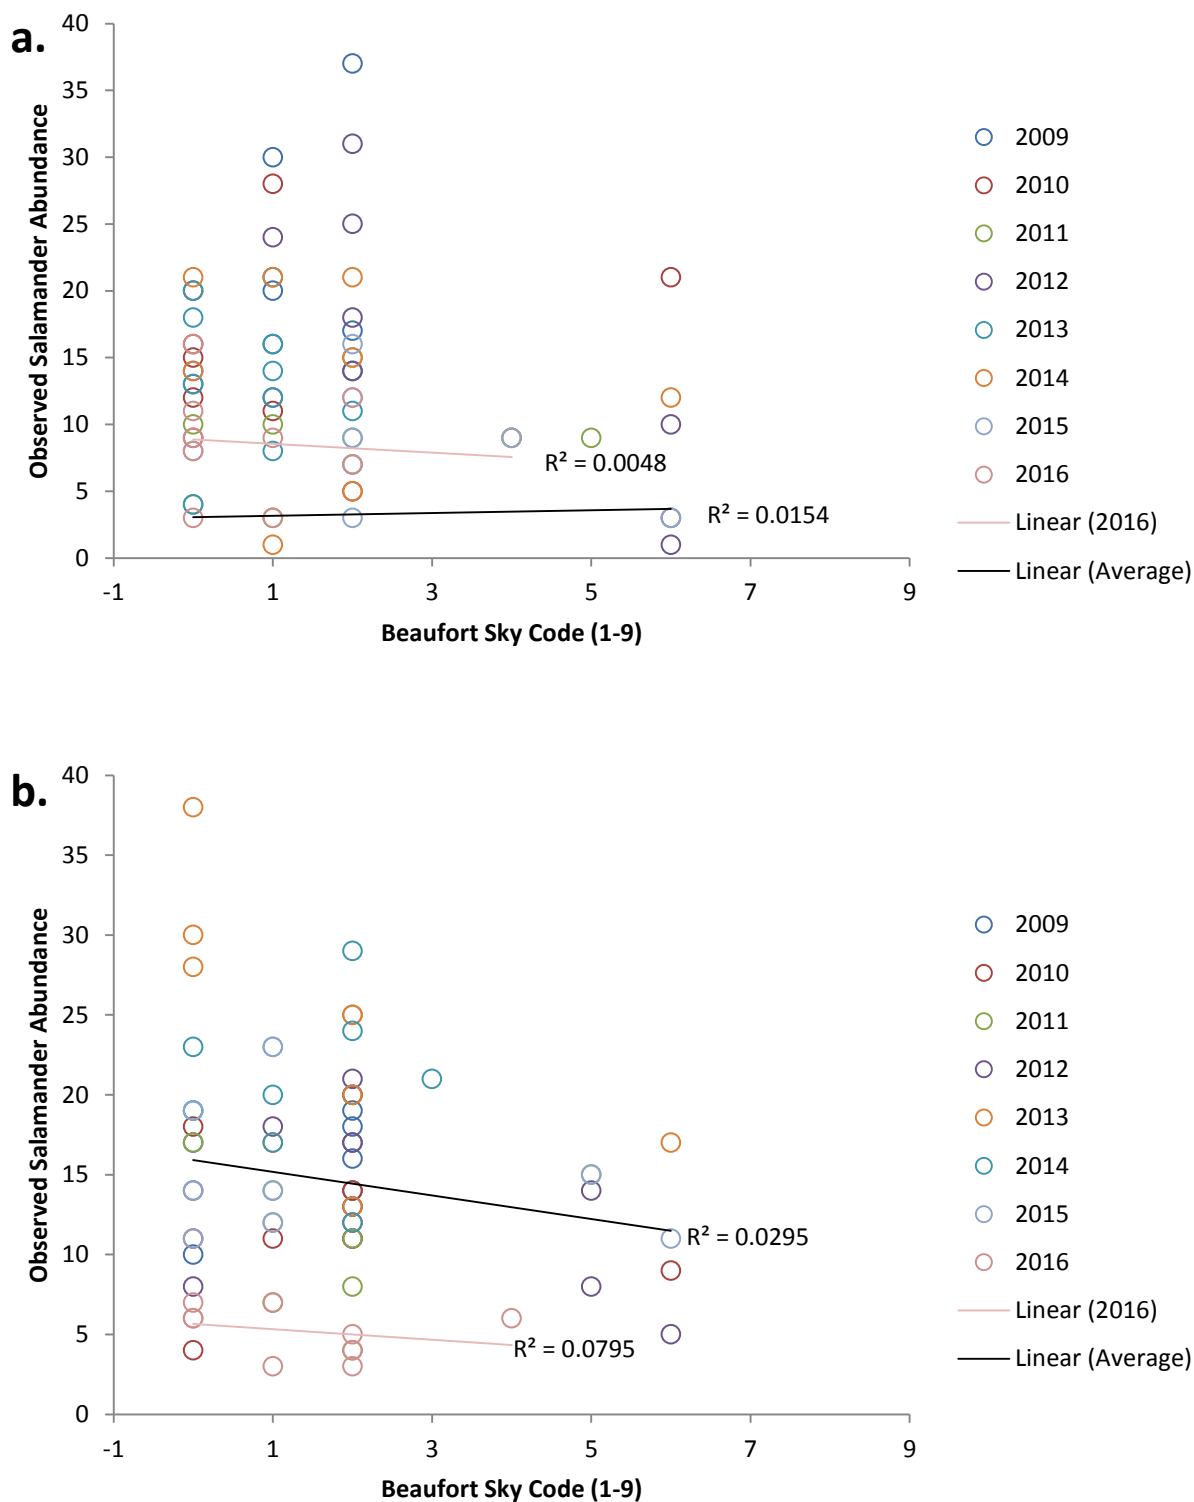 a.
40
35
30
25
20
15
10
5
0
Observed Salamander Abundance
-1 1 3 5 7 9
Beaufort Sky Code (1-9)
R² = 0.0048
R² = 0.0154
2009
2010
2011
2012
2013
2014
2015
2016
Linear (2016)
Linear (Average)
b.
40
35
30
25
20
15
10
5
0
Observed Salamander Abundance
-1 1 3 5 7 9
Beaufort Sky Code (1-9)
R² = 0.0295
R² = 0.0795
2009
2010
2011
2012
2013
2014
2015
2016
Linear (2016)
Linear (Average)